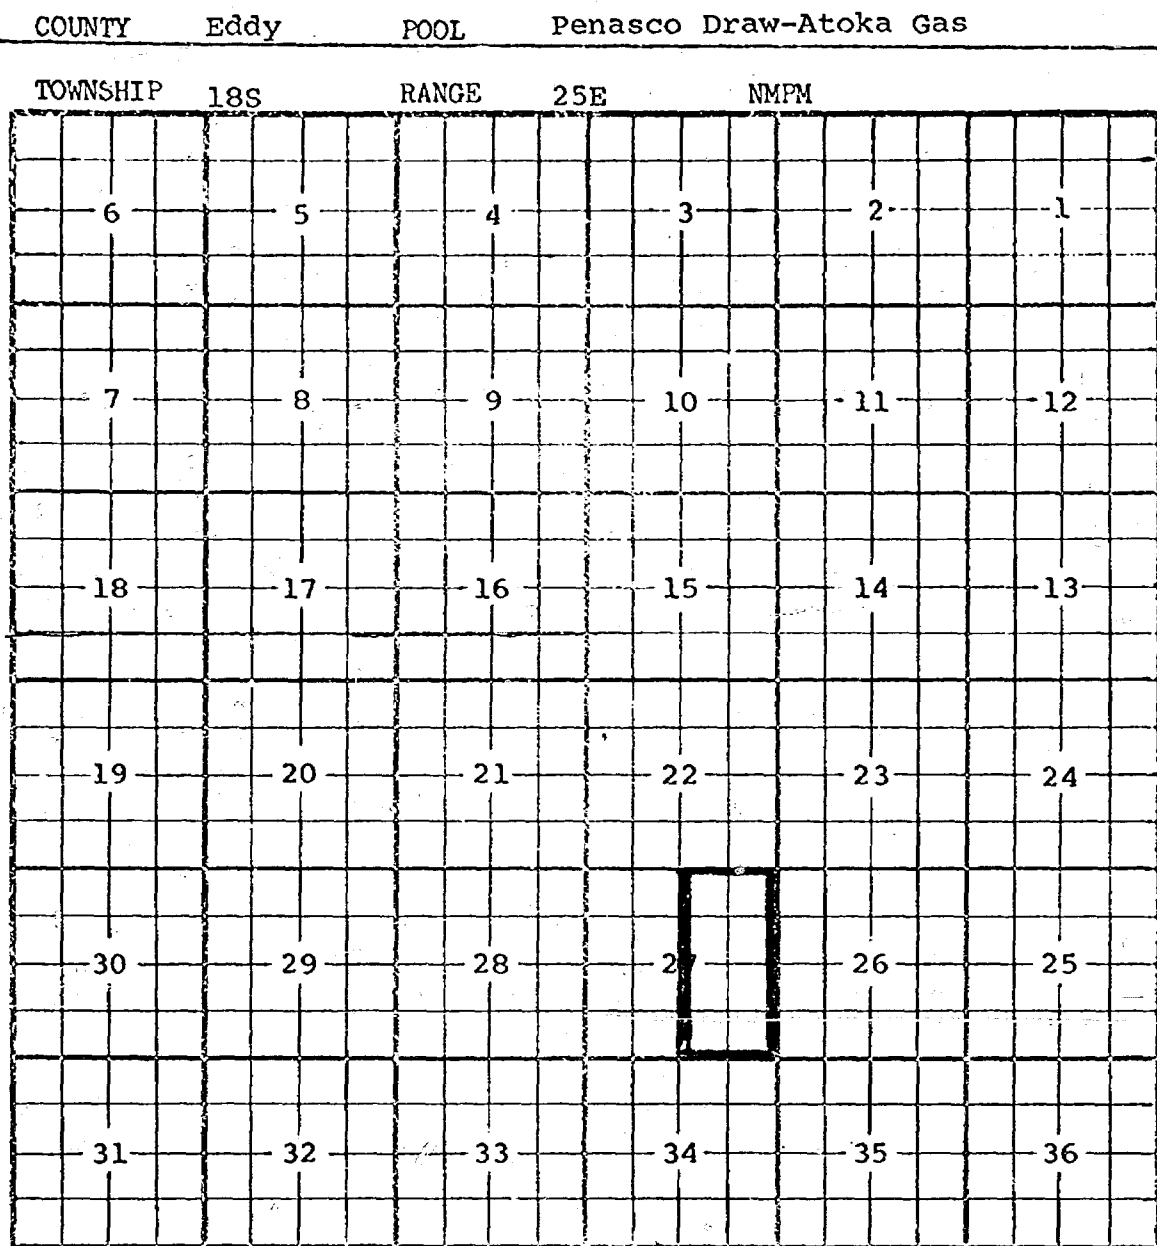 COUNTY Eddy POOL Penasco Draw-Atoka Gas
TOWNSHIP 18S RANGE 25E NMPM
6 5 4 3 2 1
7 8 9 10 11 12
18 17 16 15 14 13
19 20 21 22 23 24
30 29 28 27 26 25
31 32 33 34 35 36